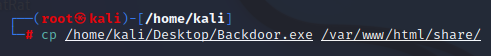 ┌──(root㉿kali)-[/home/kali]
└─# cp /home/kali/Desktop/Backdoor.exe /var/www/html/share/